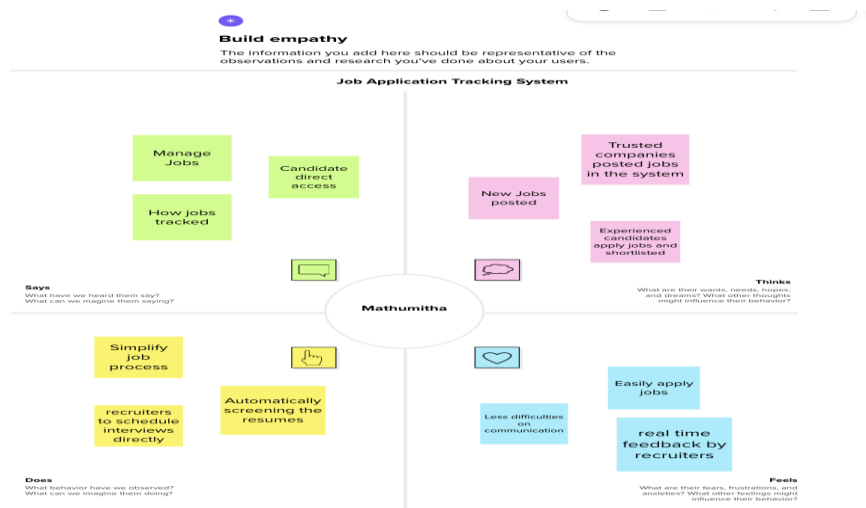 Build empathy
The information you add here should be representative of the
observations and research you've done about your users.
Job Application Tracking System
Manage
Jobs
Candidate
direct
access
How jobs
tracked
Says
What have we heard them say?
What can we magine them saying?
New Jobs
posted
Trusted
companies
posted jobs
in the system
Experienced
candidates
apply jobs and
shortlisted
Thinks
What are their wants, needs, hopes,
and dreams? What other thoughts
might influence their behavior?
Mathumitha
Simplify
job
process
recruiters
to schedule
interviews
directly
Automatically
screening the
resumes
Does
What behavior have we observed?
What can we imagine them doing?
Less difficulties
on
communication
Easily apply
jobs
real time
feedback by
recruiters
Feels
What are their fears, frustrations, and
anxieties? What other feelings might
influence their behavior?